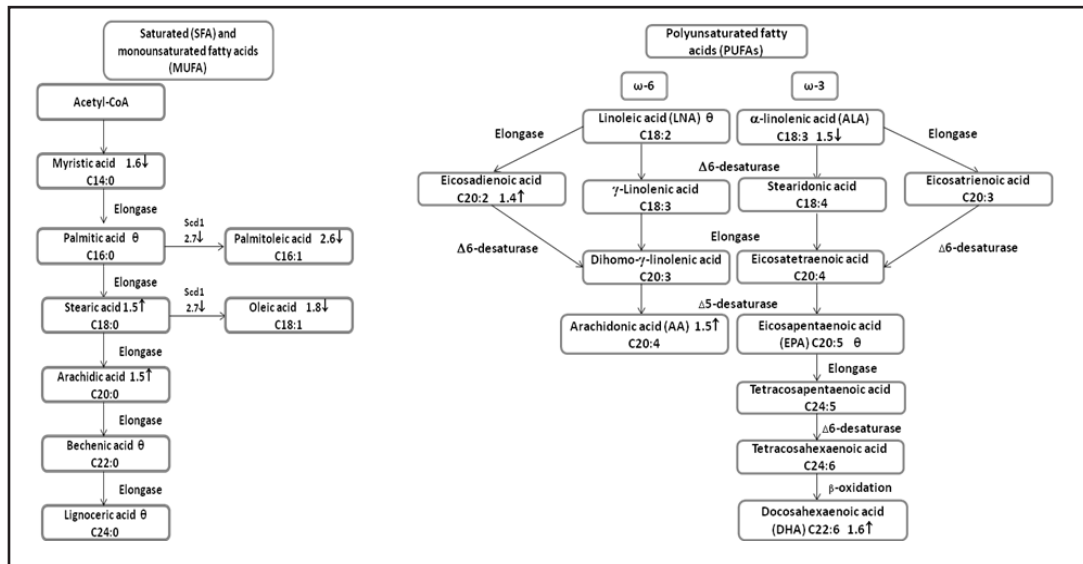 Saturated (SFA) and
monounsaturated fatty acids
(MUFA)
Acetyl-CoA
Myristic acid 1.6↓
C14:0
Elongase
Palmitic acid θ
C16:0
Scd1
2.7↓
Palmitoleic acid 2.6↓
C16:1
Elongase
Stearic acid 1.5↑
C18:0
Scd1
2.7↓
Oleic acid 1.8↓
C18:1
Elongase
Arachidic acid 1.5↑
C20:0
Elongase
Bechenic acid θ
C22:0
Elongase
Lignoceric acid θ
C24:0
Polyunsaturated fatty
acids (PUFAs)
ω-6
ω-3
Linoleic acid (LNA) θ
C18:2
α-linolenic acid (ALA)
C18:3 1.5↓
Elongase
Elongase
Δ6-desaturase
Eicosadienoic acid
C20:2 1.4↑
γ-Linolenic acid
C18:3
Stearidonic acid
C18:4
Eicosatrienoic acid
C20:3
Δ6-desaturase
Elongase
Δ6-desaturase
Dihomo-γ-linolenic acid
C20:3
Eicosatetraenoic acid
C20:4
Δ5-desaturase
Arachidonic acid (AA) 1.5↑
C20:4
Eicosapentaenoic acid
(EPA) C20:5 θ
Elongase
Tetracosapentaenoic acid
C24:5
Δ6-desaturase
Tetracosahexaenoic acid
C24:6
β-oxidation
Docosahexaenoic acid
(DHA) C22:6 1.6↑